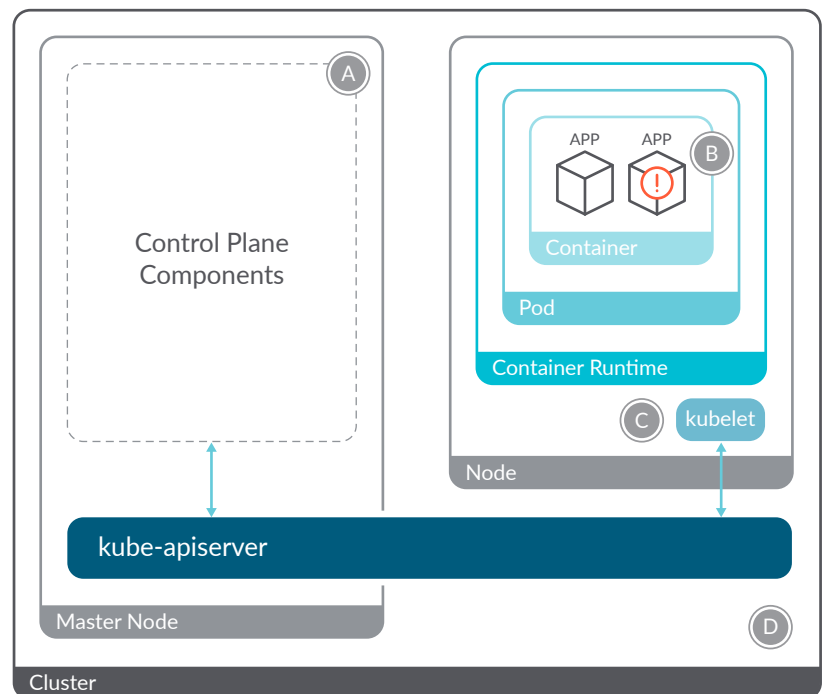 A
Control Plane
Components
APP
APP
!
B
Container
Pod
Container Runtime
C
kubelet
Node
kube-apiserver
Master Node
D
Cluster